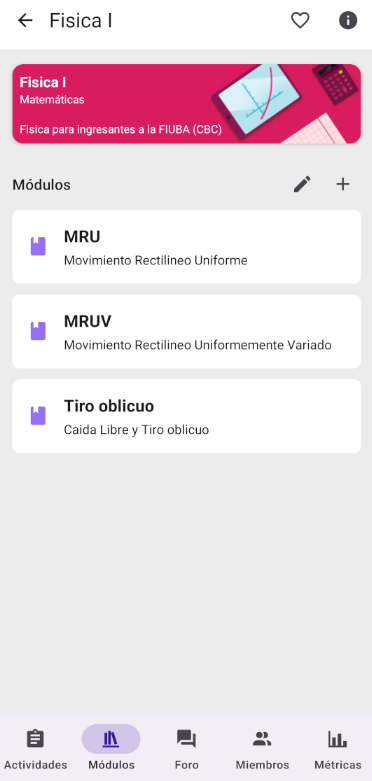 Fisica I
Fisica I
Matemáticas
Fisica para ingresantes a la FIUBA (CBC)
Módulos
MRU
Movimiento Rectilineo Uniforme
MRUV
Movimiento Rectilineo Uniformemente Variado
Tiro oblicuo
Caida Libre y Tiro oblicuo
Actividades Módulos Foro Miembros Métricas